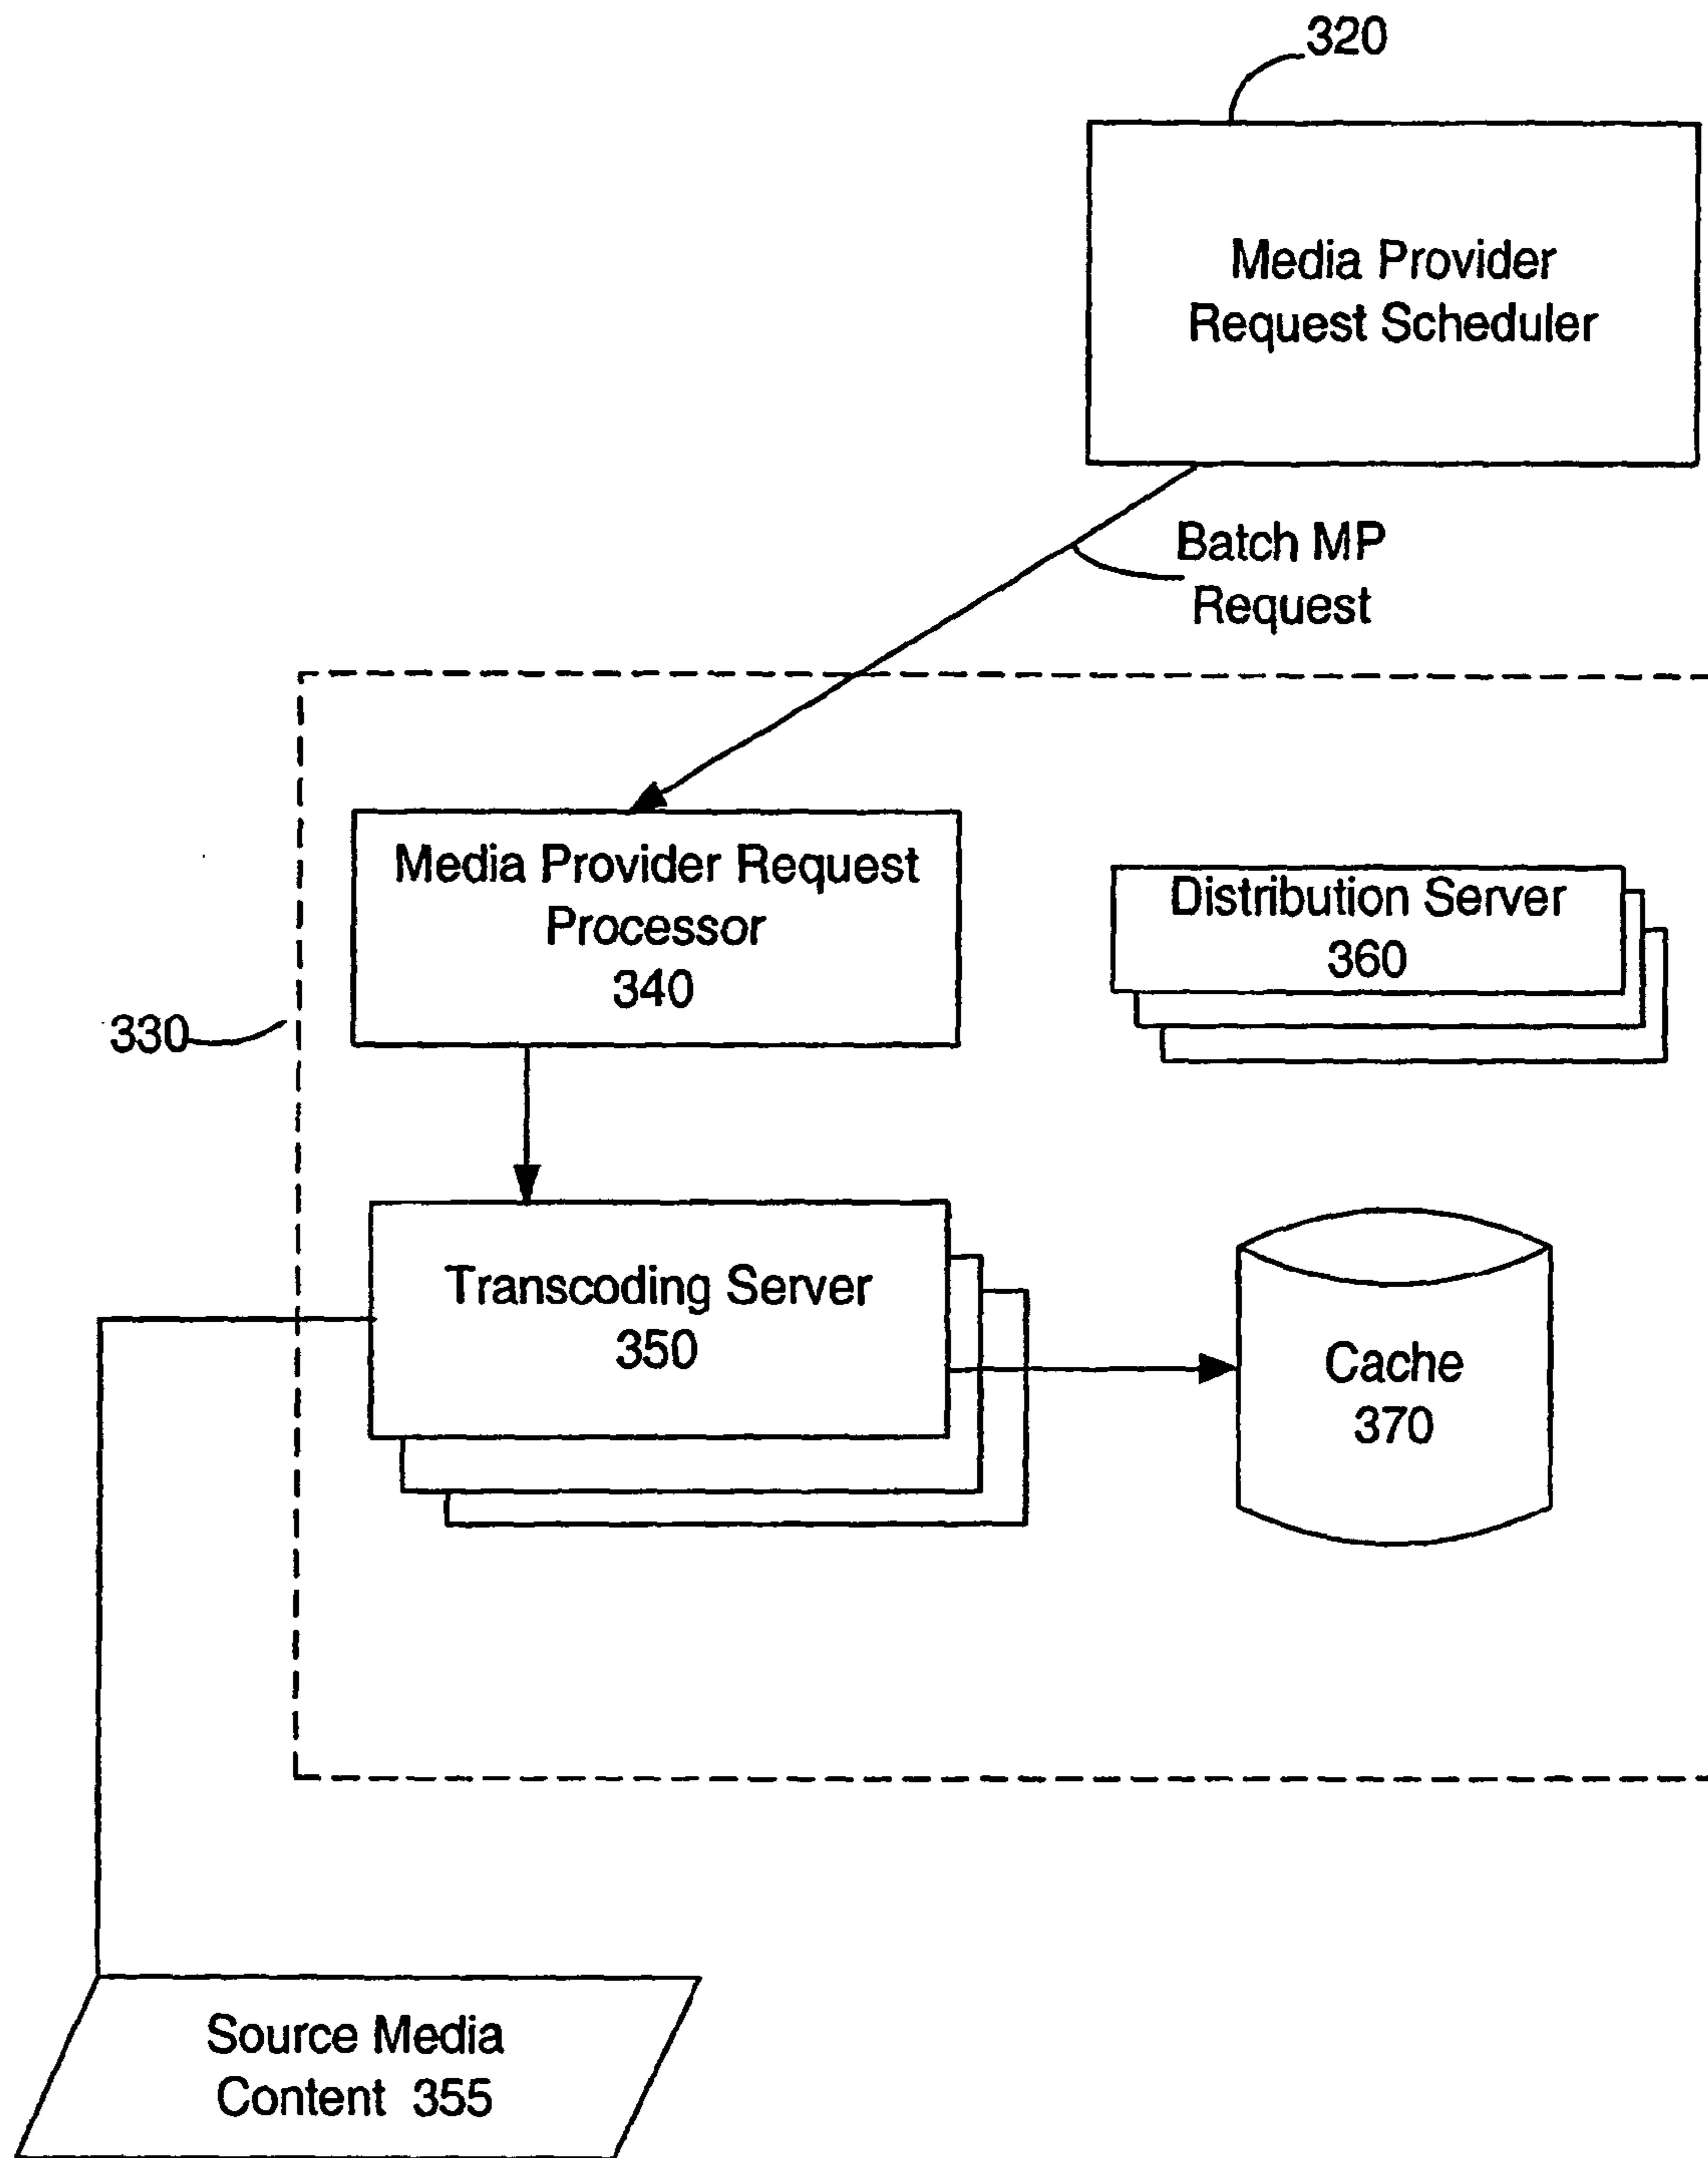 320
Media Provider
Request Scheduler
Batch MP
Request
Media Provider Request
Processor
340
Distribution Server
360
330
Transcoding Server
350
Cache
370
Source Media
Content 355